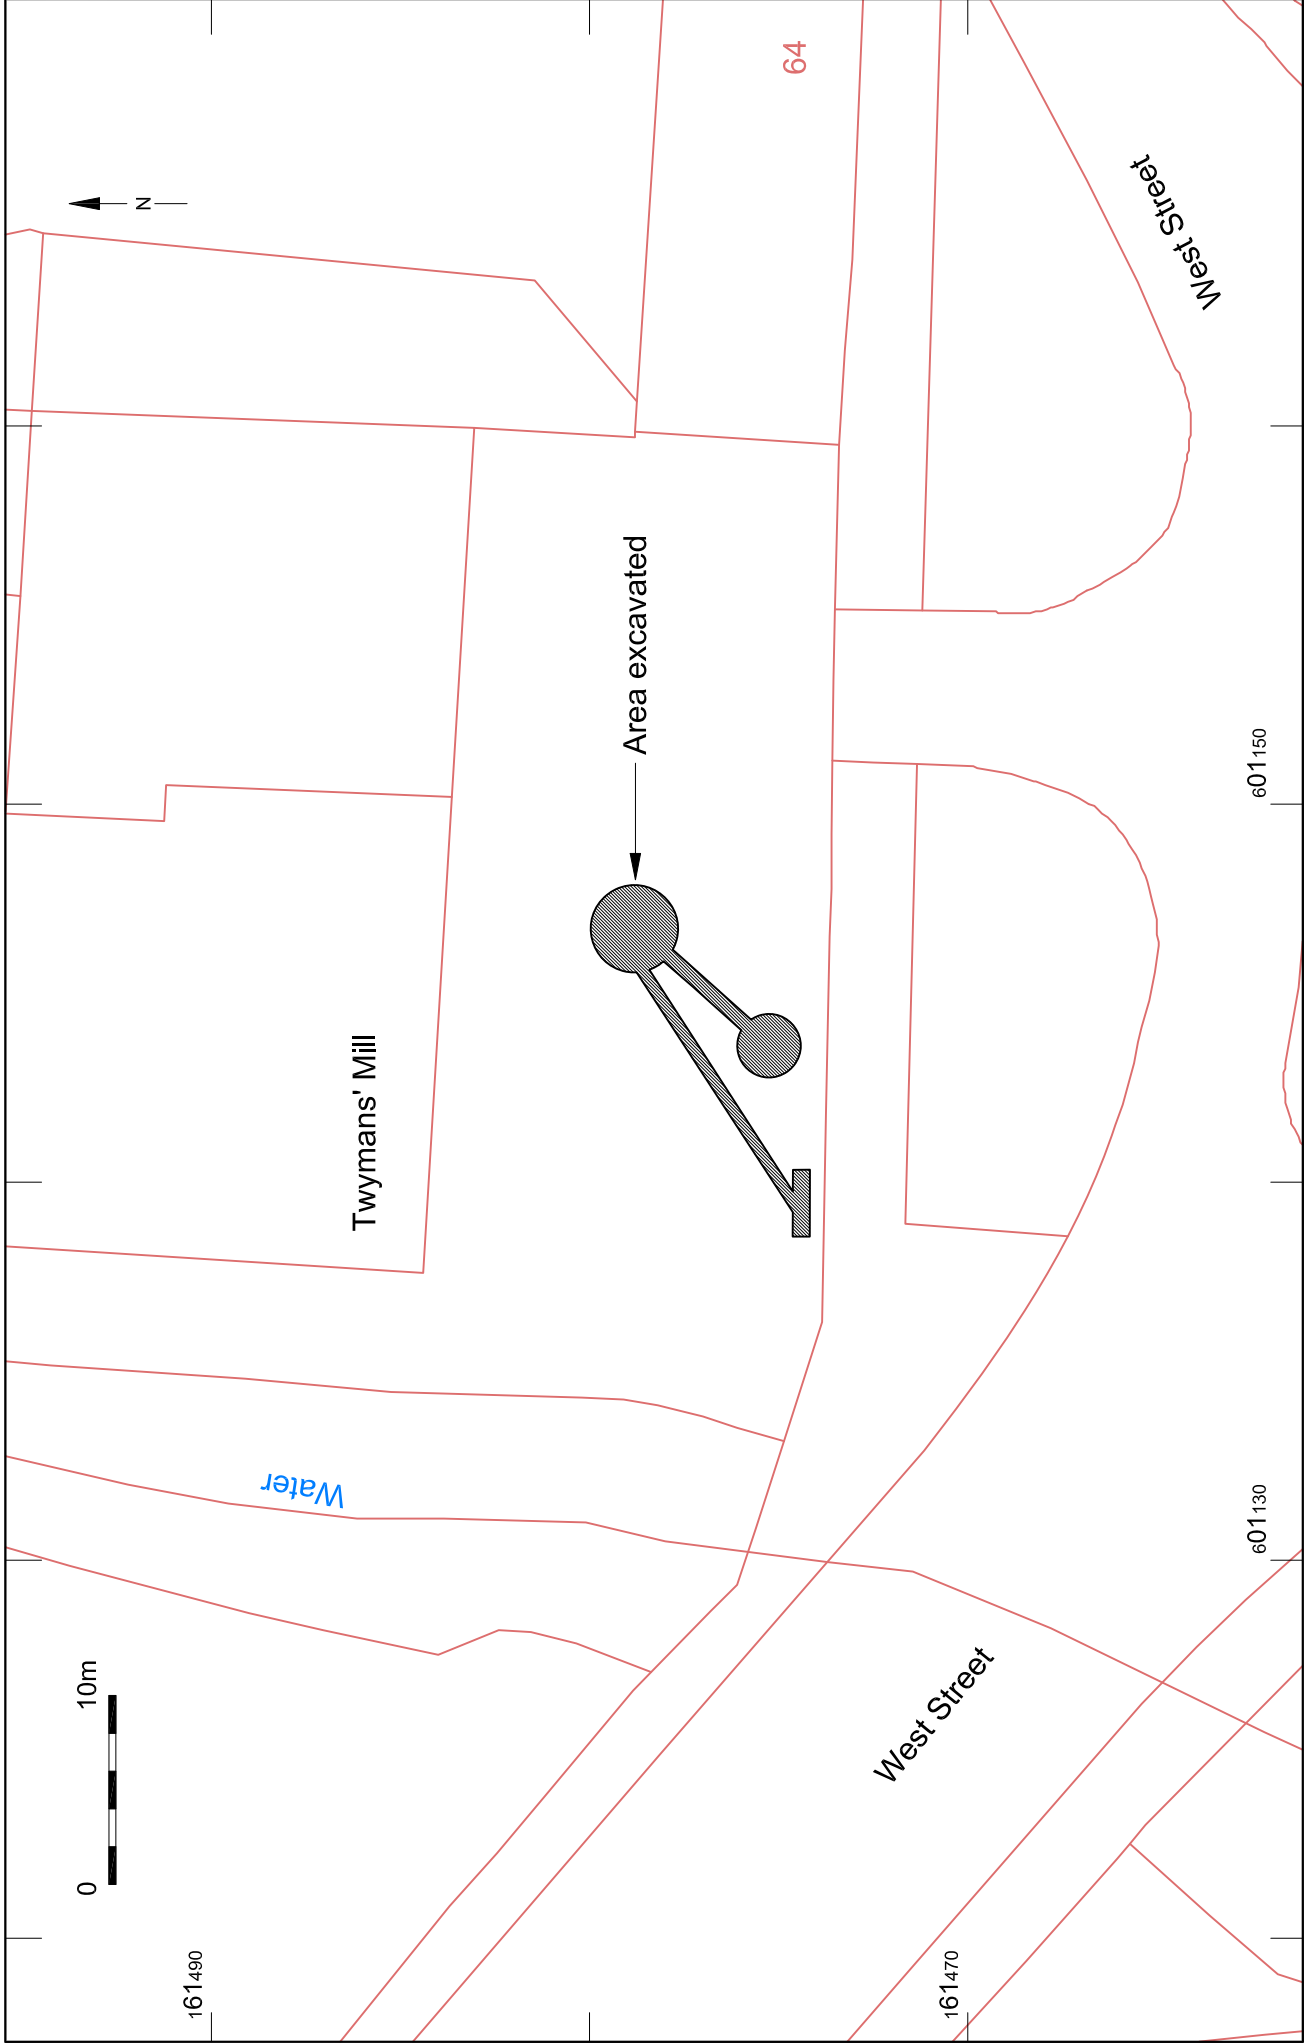 N
64
West Street
Area excavated
Twymans' Mill
Water
West Street
0 10m
161490
161470
601130
601150